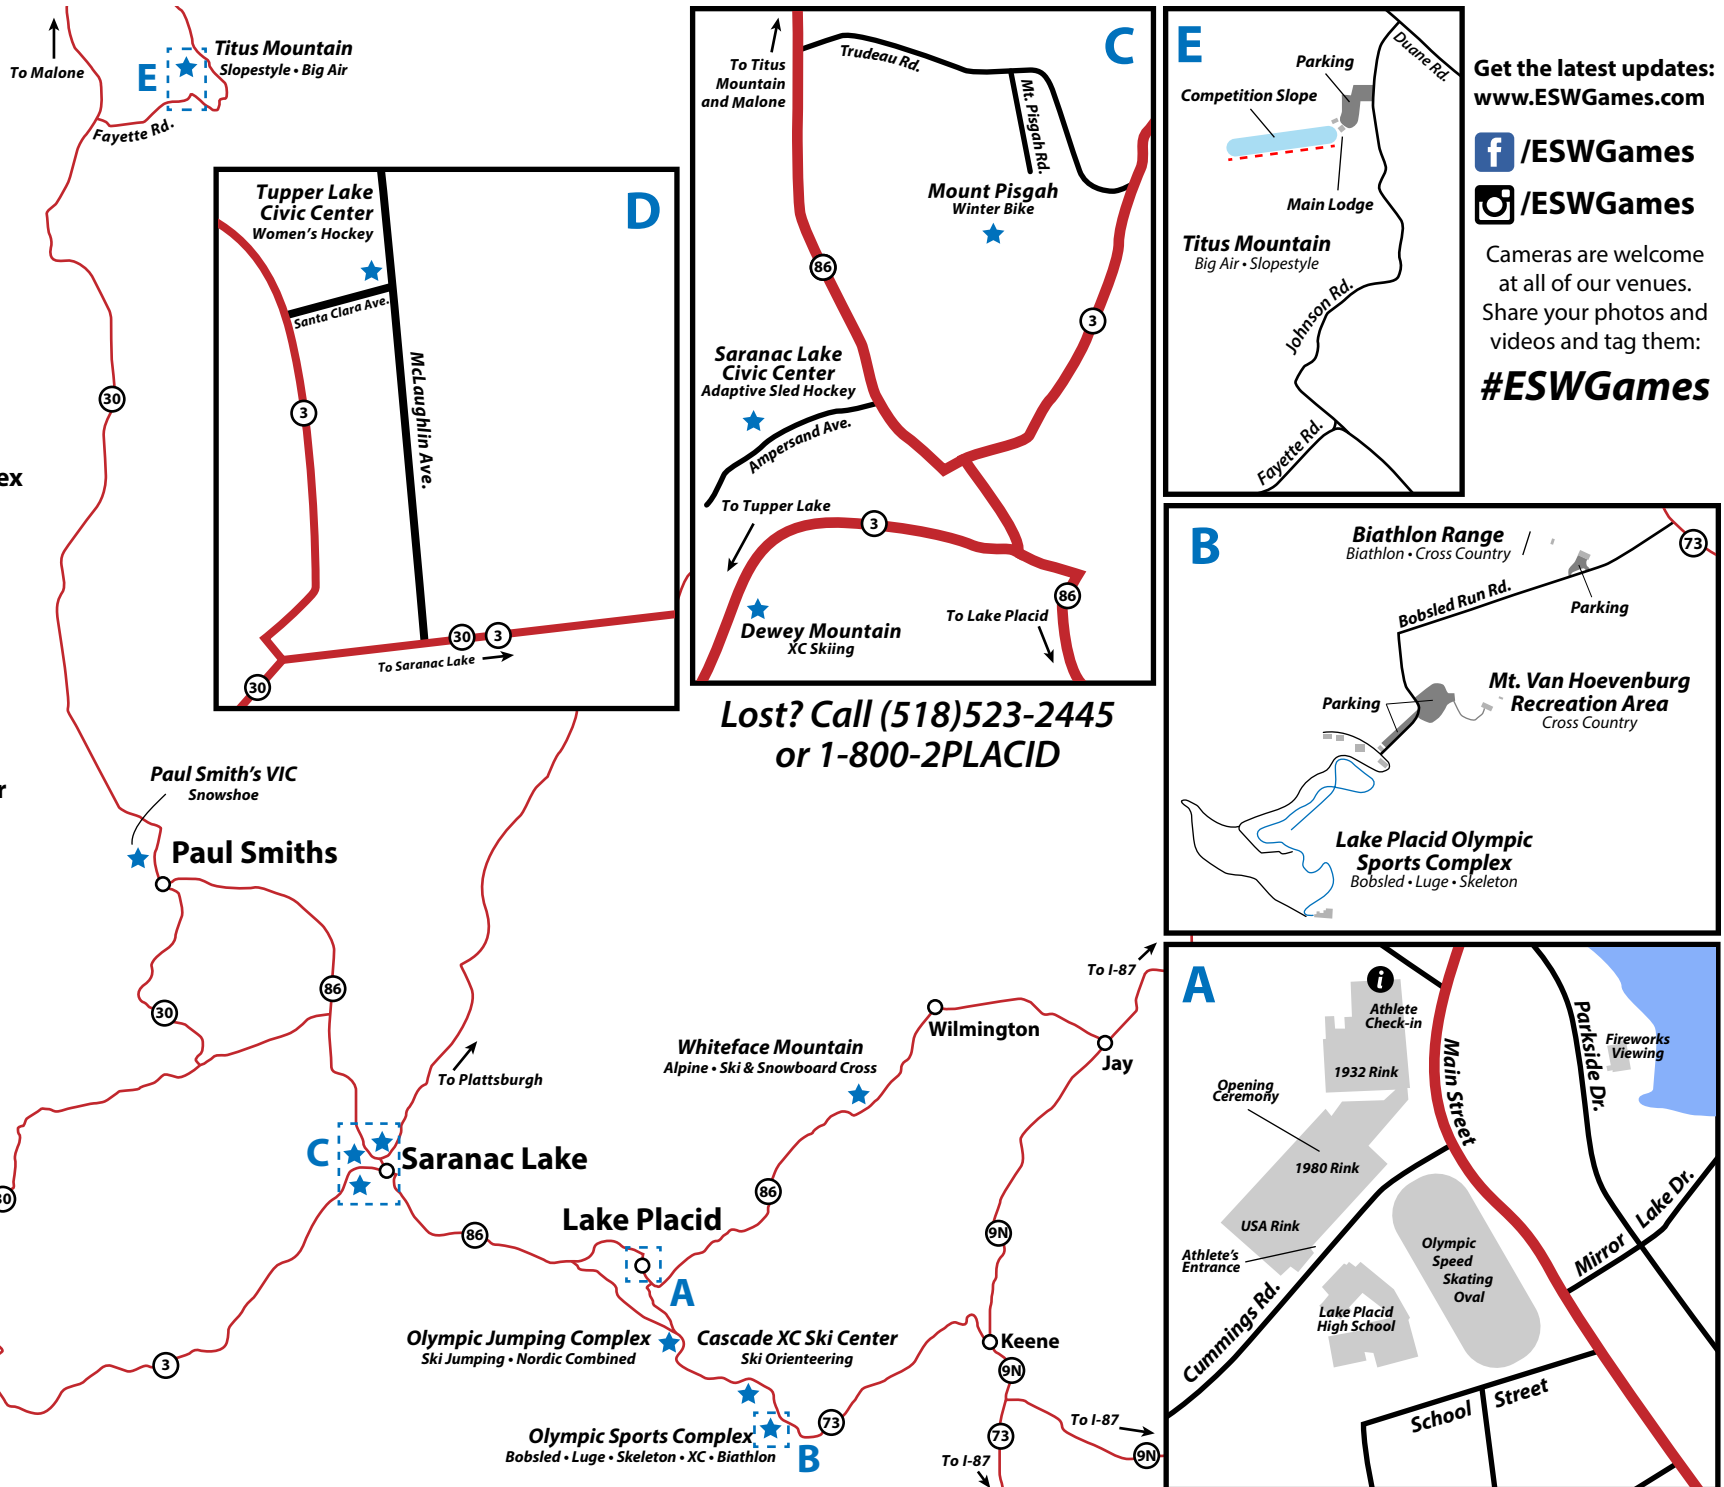 To Malone
E
Titus Mountain
Slopestyle • Big Air
Fayette Rd.
30
ex
r
D
Tupper Lake
Civic Center
Women's Hockey
Santa Clara Ave.
McLaughlin Ave.
3
30
3
To Saranac Lake
30
C
To Titus
Mountain
and Malone
Trudeau Rd.
Mt. Pisgah Rd.
Mount Pisgah
Winter Bike
86
3
Saranac Lake
Civic Center
Adaptive Sled Hockey
Ampersand Ave.
To Tupper Lake
3
Dewey Mountain
XC Skiing
To Lake Placid
86
Lost? Call (518)523-2445
or 1-800-2PLACID
E
Parking
Duane Rd.
Competition Slope
Main Lodge
Titus Mountain
Big Air • Slopestyle
Johnson Rd.
Fayette Rd.
Get the latest updates:
www.ESWGames.com
f /ESWGames
/ESWGames
Cameras are welcome
at all of our venues.
Share your photos and
videos and tag them:
#ESWGames
B
Biathlon Range
Biathlon • Cross Country
73
Parking
Bobsled Run Rd.
Mt. Van Hoevenburg
Recreation Area
Cross Country
Parking
Lake Placid Olympic
Sports Complex
Bobsled • Luge • Skeleton
A
i
Athlete
Check-in
1932 Rink
Opening
Ceremony
1980 Rink
USA Rink
Athlete's
Entrance
Cummings Rd.
Main Street
Parkside Dr.
Fireworks
Viewing
Mirror Lake Dr.
Olympic
Speed
Skating
Oval
Lake Placid
High School
School Street
Paul Smith's VIC
Snowshoe
Paul Smiths
86
30
30
To Plattsburgh
C
Saranac Lake
86
3
Whiteface Mountain
Alpine • Ski & Snowboard Cross
Wilmington
To I-87
Jay
86
Lake Placid
A
9N
Olympic Jumping Complex
Ski Jumping • Nordic Combined
Cascade XC Ski Center
Ski Orienteering
Keene
9N
Olympic Sports Complex
Bobsled • Luge • Skeleton • XC • Biathlon
B
73
73
To I-87
To I-87
9N